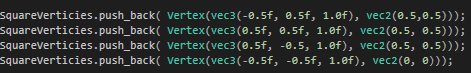 SquareVerticies.push_back( Vertex(vec3(-0.5f, 0.5f, 1.0f), vec2(0.5,0.5)));
SquareVerticies.push_back( Vertex(vec3(0.5f, 0.5f, 1.0f), vec2(0.5, 0.5)));
SquareVerticies.push_back( Vertex(vec3(0.5f, -0.5, 1.0f), vec2(0.5, 0.5)));
SquareVerticies.push_back( Vertex(vec3(-0.5f, -0.5f, 1.0f), vec2(0, 0)));